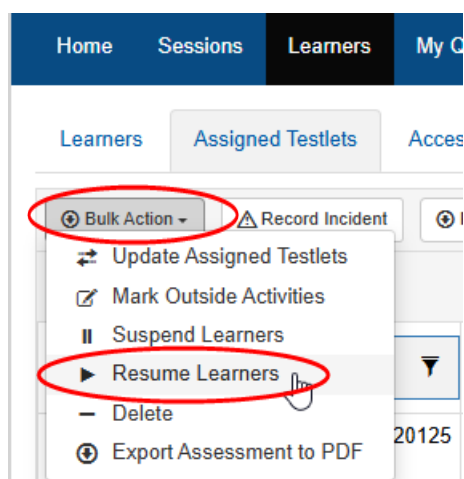 Home Sessions Learners My
Learners Assigned Testlets
Bulk Action Record Incident
Update Assigned Testlets
Mark Outside Activities
Suspend Learners
Resume Learners
Delete
20125
Export Assessment to PDF